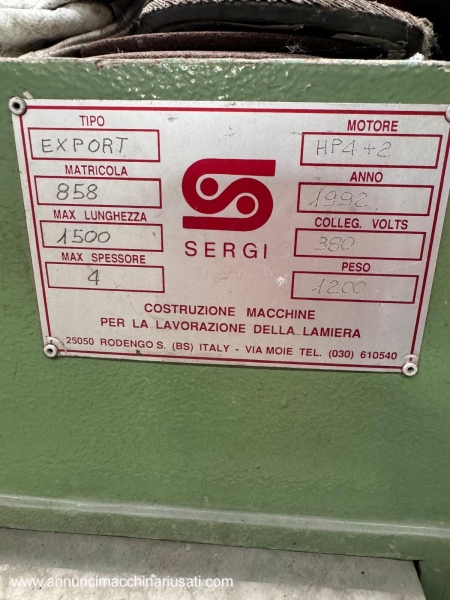 TIPO
EXPORT
MATRICOLA
858
MAX LUNGHEZZA
1500
MAX SPESSORE
4
SERGI
MOTORE
HP4+2
ANNO
1992
COLLEG. VOLTS
380
PESO
1200
COSTRUZIONE MACCHINE
PER LA LAVORAZIONE DELLA LAMIERA
25050 RODENGO S. (BS) ITALY - VIA MOIE TEL. (030) 610540
www.annuncimacchinariusati.com